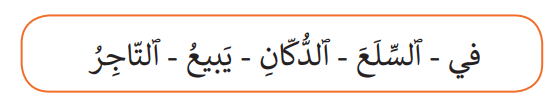 في - ٱلسِّلَعَ - ٱلدُّكّانِ - يَبيعُ - ٱلتّاجِرُ